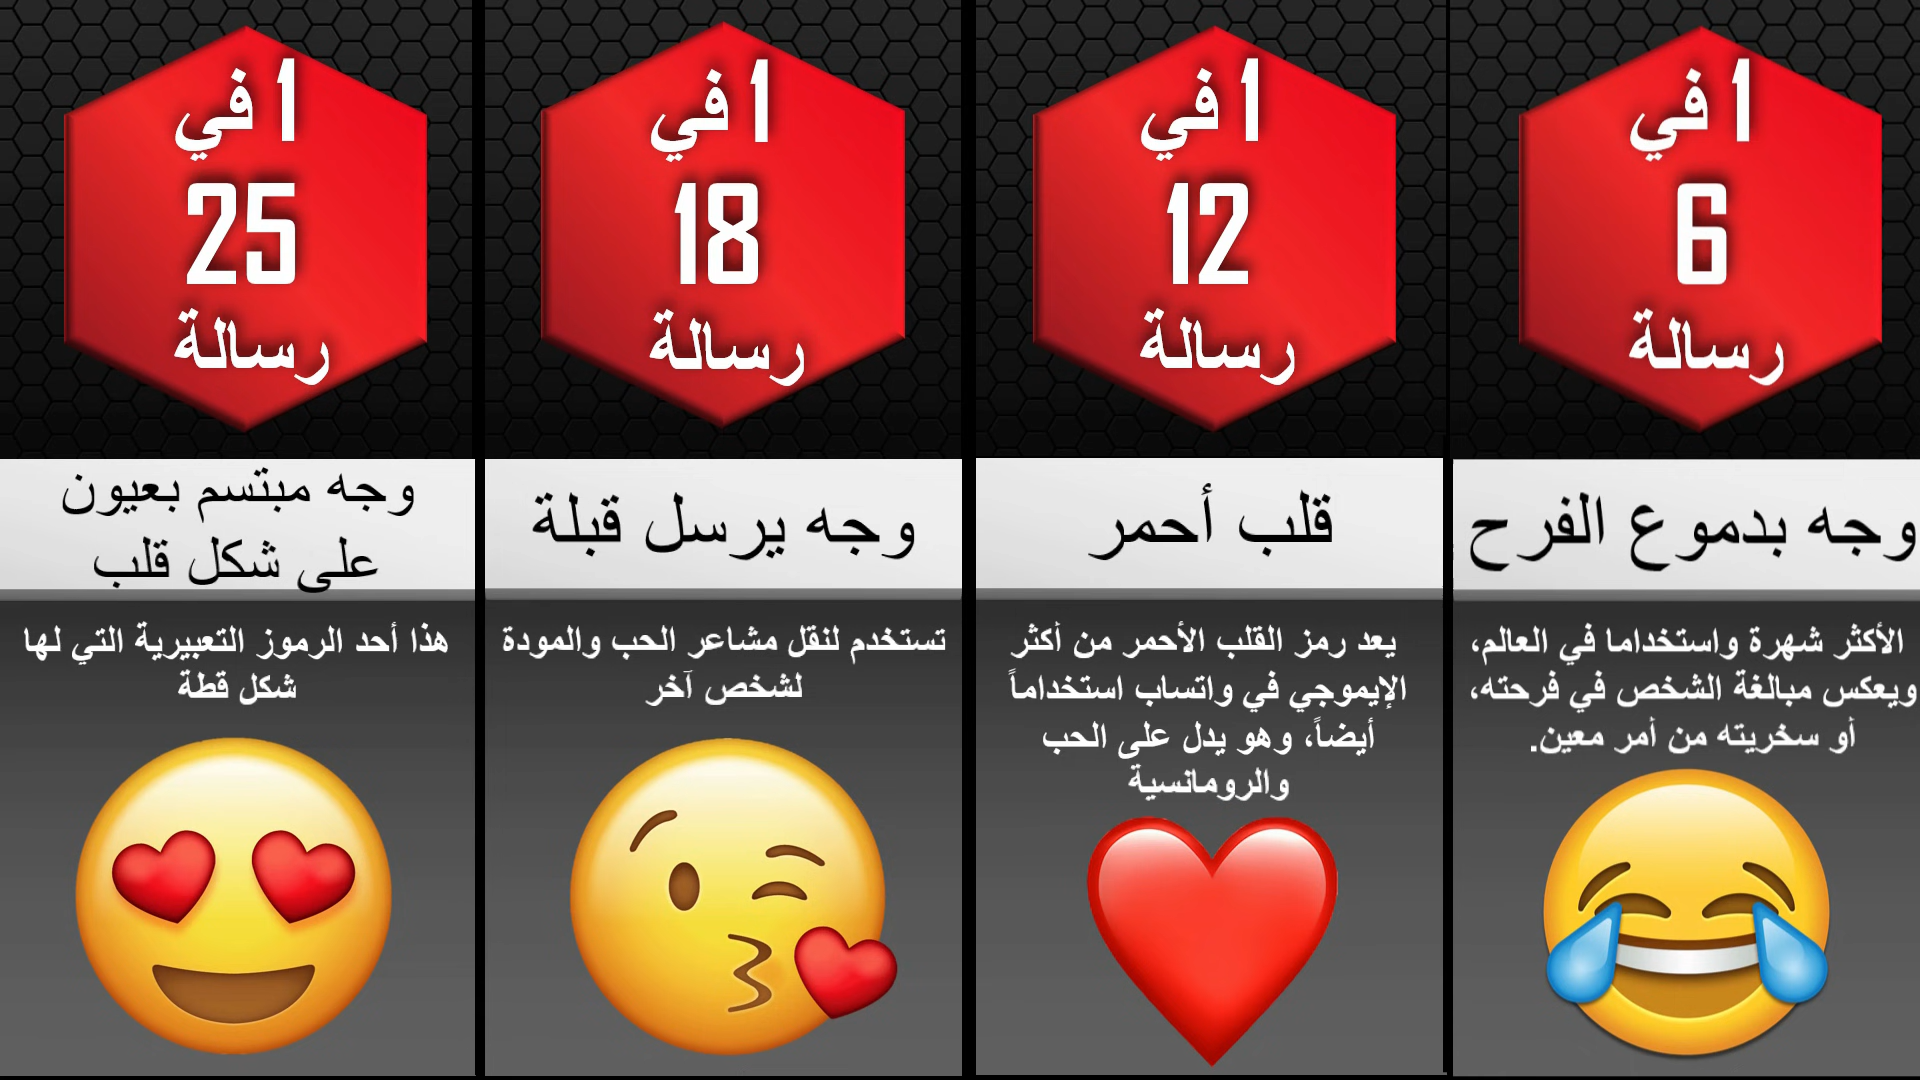 1 في
6
رسالة
وجه بدموع الفرح
الأكثر شهرة واستخداما في العالم،
ويعكس مبالغة الشخص في فرحته،
أو سخريته من أمر معين.
1 في
12
رسالة
قلب أحمر
يعد رمز القلب الأحمر من أكثر
الإيموجي في واتساب استخداماً
أيضاً، وهو يدل على الحب
والرومانسية
1 في
18
رسالة
وجه يرسل قبلة
تستخدم لنقل مشاعر الحب والمودة
لشخص آخر
1 في
25
رسالة
وجه مبتسم بعيون
على شكل قلب
هذا أحد الرموز التعبيرية التي لها
شكل قطة